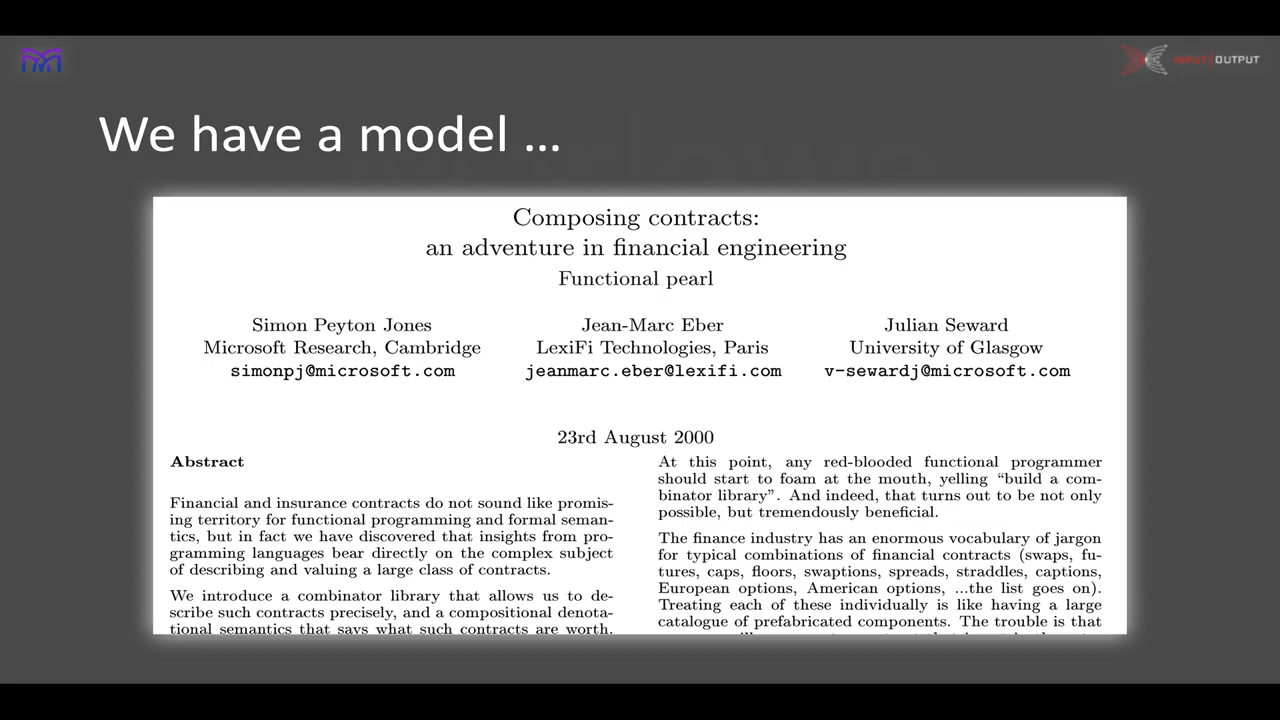 INPUT|OUTPUT
We have a model ...
Composing contracts:
an adventure in financial engineering
Functional pearl
Simon Peyton Jones
Microsoft Research, Cambridge
simonpj@microsoft.com
Jean-Marc Eber
LexiFi Technologies, Paris
jeanmarc.eber@lexifi.com
Julian Seward
University of Glasgow
v-sewardj@microsoft.com
23rd August 2000
Abstract
Financial and insurance contracts do not sound like promis-
ing territory for functional programming and formal seman-
tics, but in fact we have discovered that insights from pro-
gramming languages bear directly on the complex subject
of describing and valuing a large class of contracts.
We introduce a combinator library that allows us to de-
scribe such contracts precisely, and a compositional denota-
tional semantics that says what such contracts are worth.
At this point, any red-blooded functional programmer
should start to foam at the mouth, yelling “build a com-
binator library”. And indeed, that turns out to be not only
possible, but tremendously beneficial.
The finance industry has an enormous vocabulary of jargon
for typical combinations of financial contracts (swaps, fu-
tures, caps, floors, swaptions, spreads, straddles, captions,
European options, American options, ...the list goes on).
Treating each of these individually is like having a large
catalogue of prefabricated components. The trouble is that